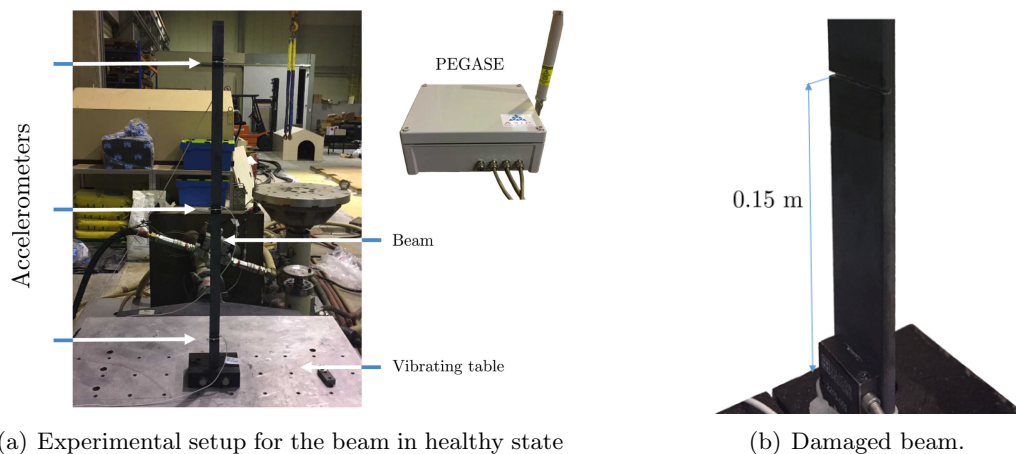 Accelerometers
PEGASE
Beam
Vibrating table
0.15 m
(a) Experimental setup for the beam in healthy state
(b) Damaged beam.